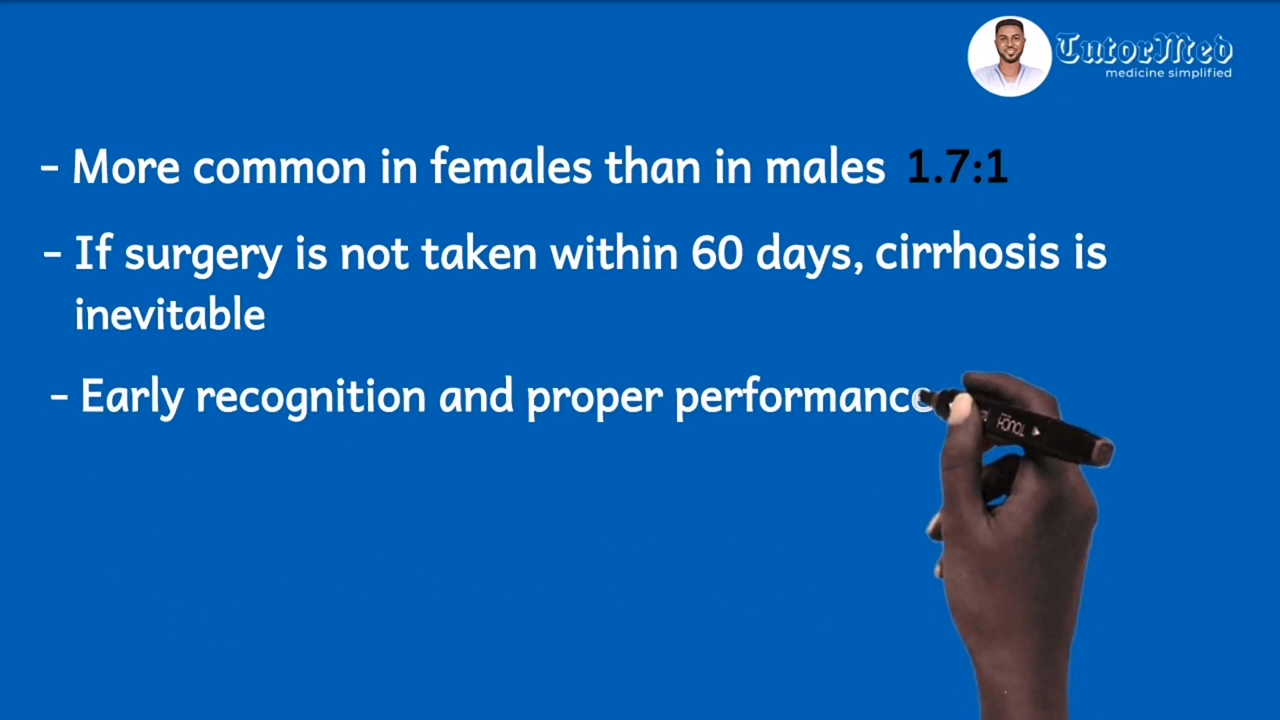 TutorMed
medicine simplified
- More common in females than in males 1.7:1
- If surgery is not taken within 60 days, cirrhosis is
inevitable
- Early recognition and proper performance
TOUCH